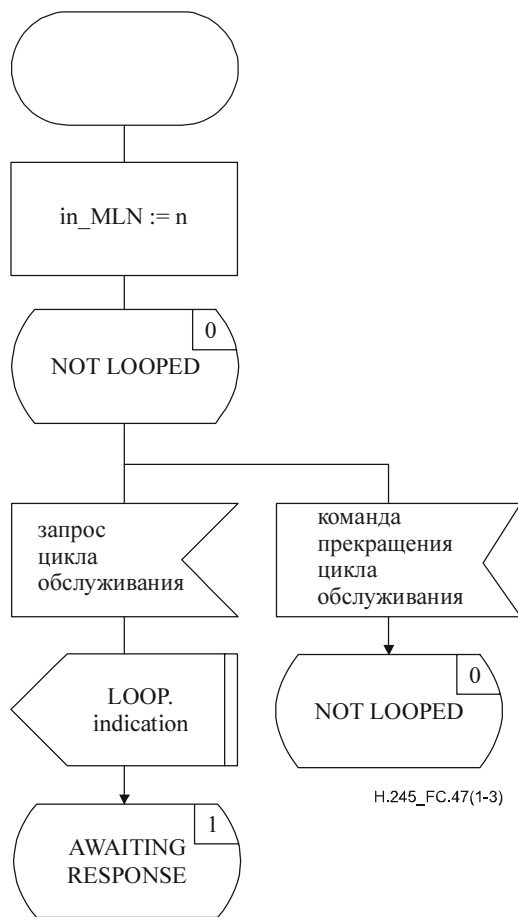 in_MLN := n
0
NOT LOOPED
запрос
цикла
обслуживания
команда
прекращения
цикла
обслуживания
LOOP.
indication
0
NOT LOOPED
H.245_FC.47(1-3)
1
AWAITING
RESPONSE